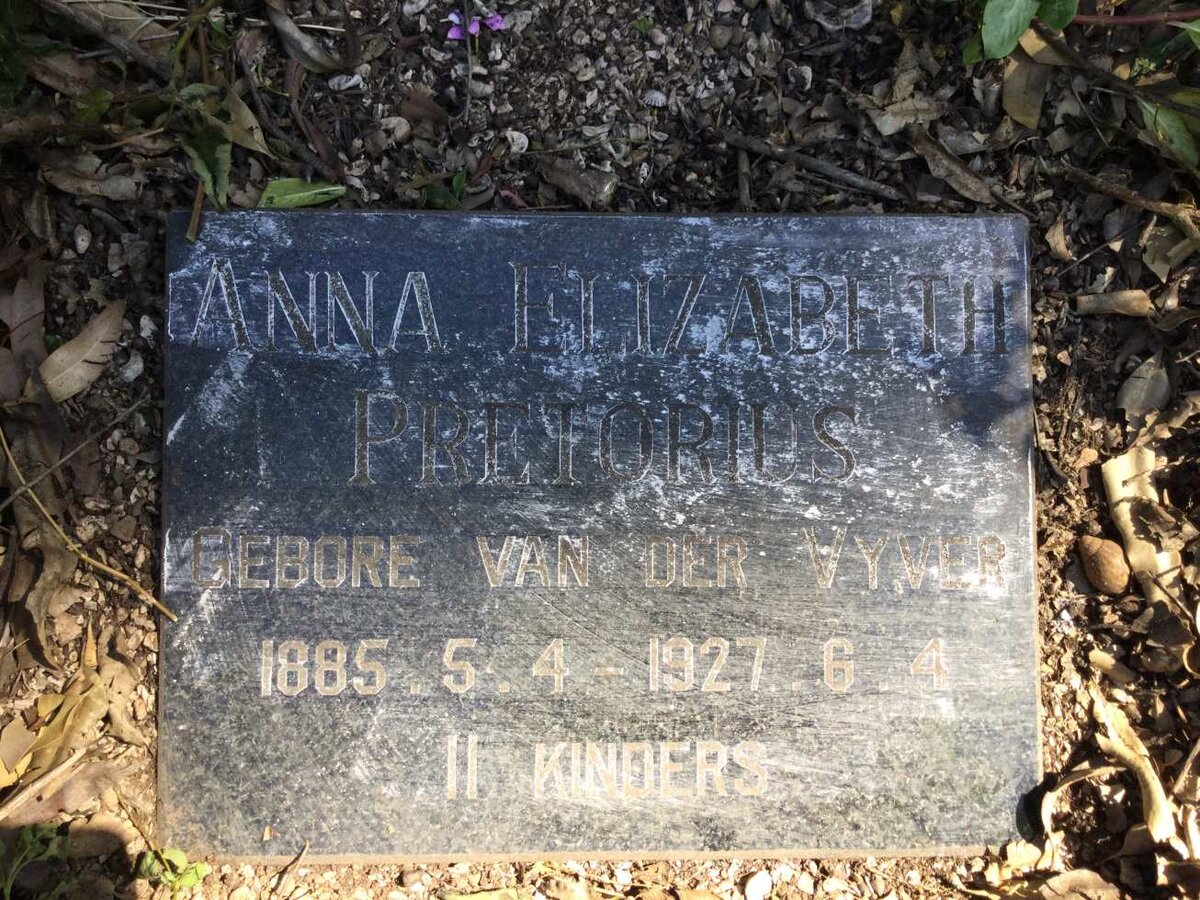 ANNA ELIZABETH
PRETORIUS
GEBORE VAN DER VYVER
1885.5.4 - 1927.6.4
11 KINDERS